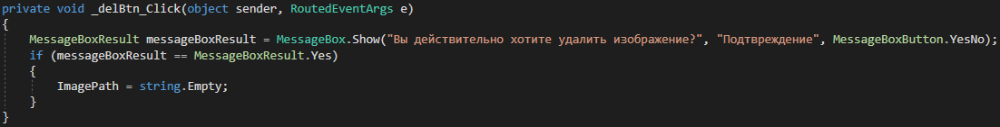 private void _delBtn_Click(object sender, RoutedEventArgs e)
{
MessageBoxResult messageBoxResult = MessageBox.Show("Вы действительно хотите удалить изображение?", "Подтвреждение", MessageBoxButton.YesNo);
if (messageBoxResult == MessageBoxResult.Yes)
{
ImagePath = string.Empty;
}
}